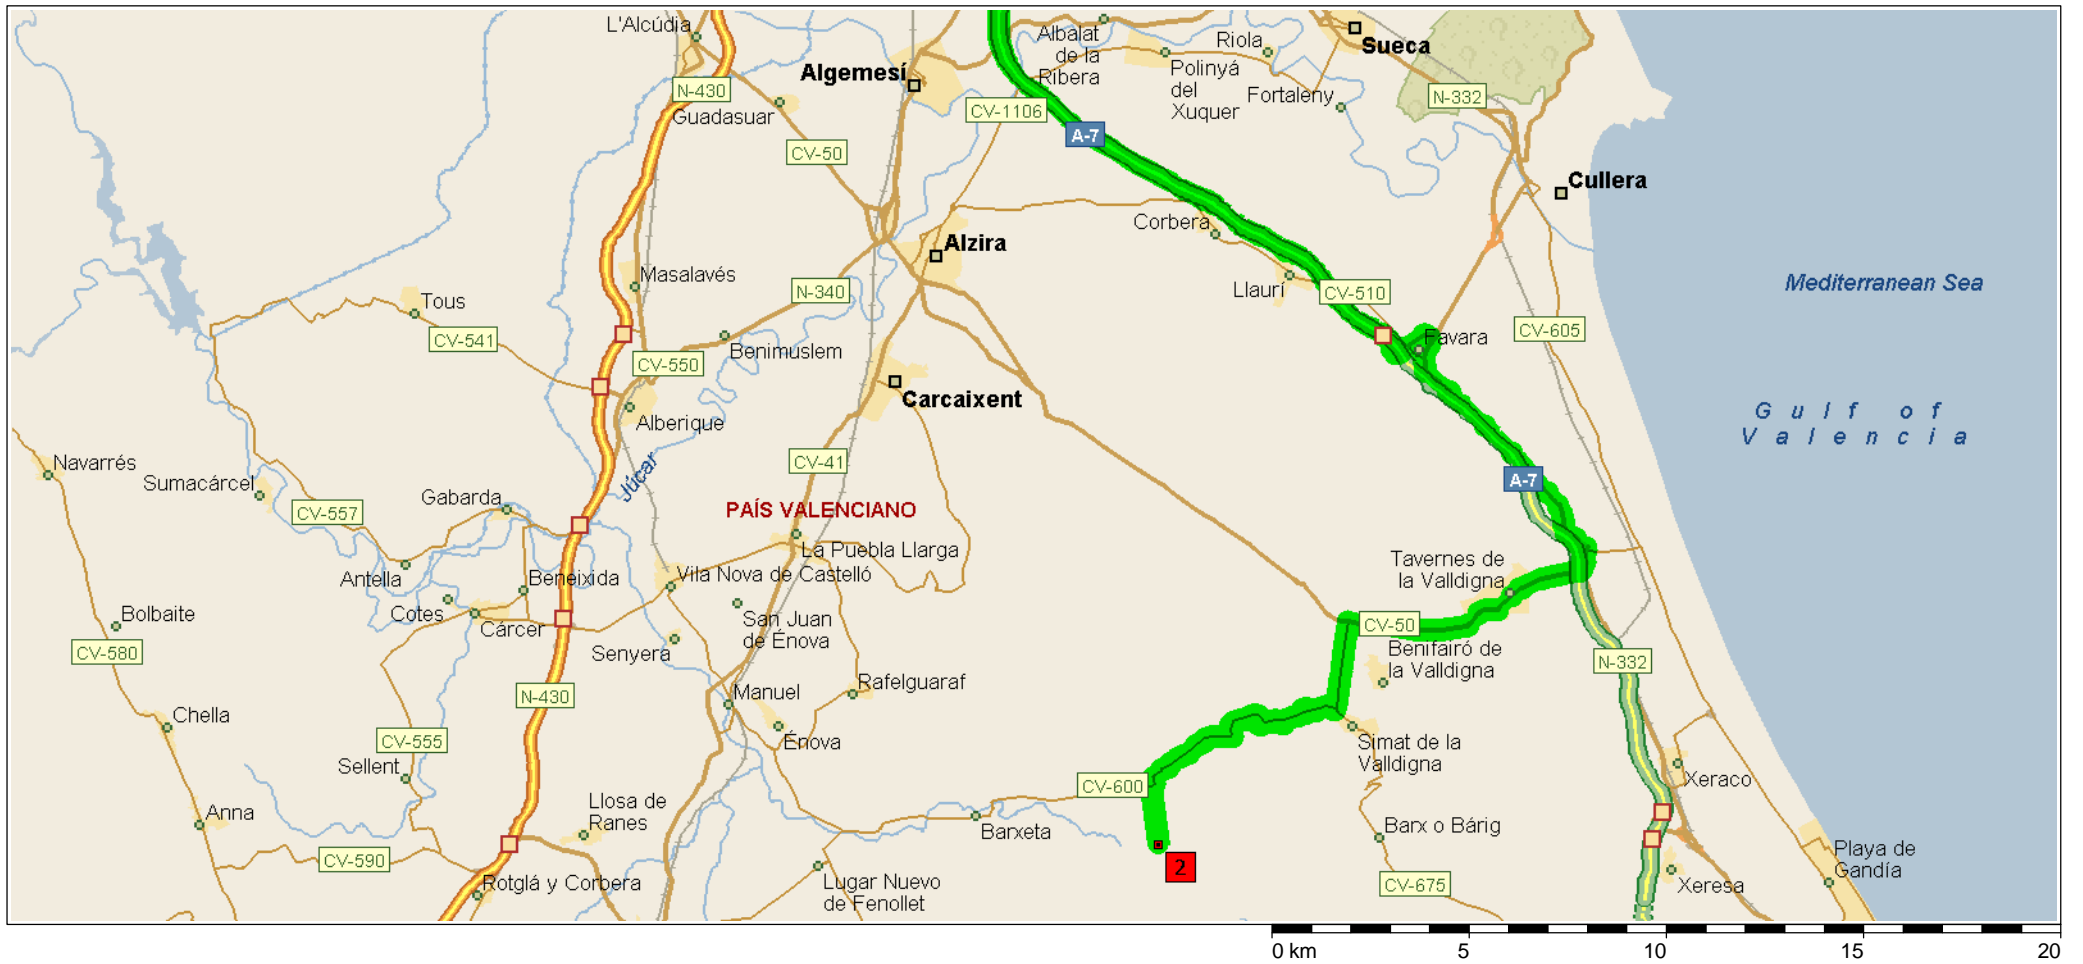 L'Alcúdia
Algemesí
Albalat
de la
Ribera
Riola
Sueca
Polinyá
del
Xuquer
Fortaleny
N-430
N-332
CV-1106
Guadasuar
A-7
CV-50
Cullera
Corbera
Alzira
Masalavés
N-340
Llaurí
CV-510
Mediterranean Sea
Tous
CV-541
CV-605
Favara
Benimuslem
CV-550
Carcaixent
Alberique
Gulf of
Valencia
Navarrés
Sumacárcel
CV-41
Júcar
A-7
Gabarda
CV-557
PAÍS VALENCIANO
La Puebla Llarga
Tavernes de
la Valldigna
Antella
Beneixida
Vila Nova de Castelló
Bolbaite
Cotes
Cárcer
San Juan
de Énova
CV-50
CV-580
Senyera
Benifairó de
la Valldigna
N-332
N-430
Manuel
Rafelguaraf
Chella
CV-555
Énova
Simat de la
Valldigna
Sellent
CV-600
Xeraco
Anna
Llosa de
Ranes
Barxeta
Barx o Bárig
CV-590
2
Playa de
Gandía
Rotglá y Corbera
Lugar Nuevo
de Fenollet
CV-675
Xeresa
0 km 5 10 15 20